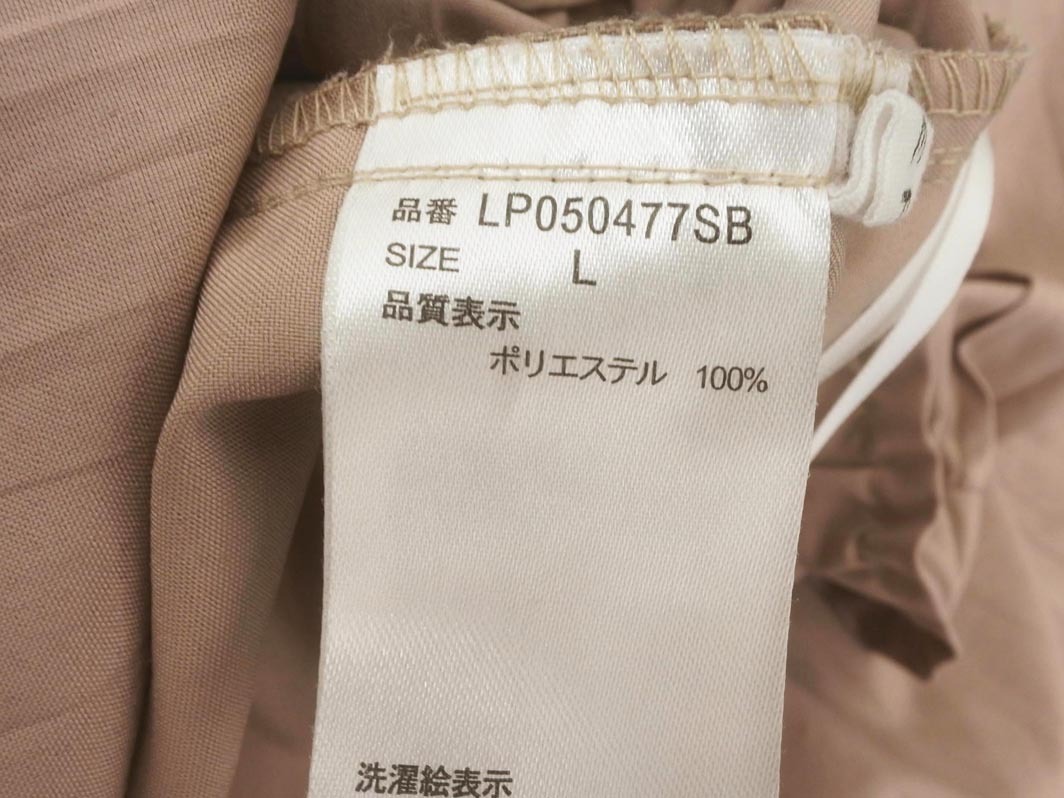 品番 LP050477SB
SIZE L
品質表示
ポリエステル 100%
洗濯絵表示